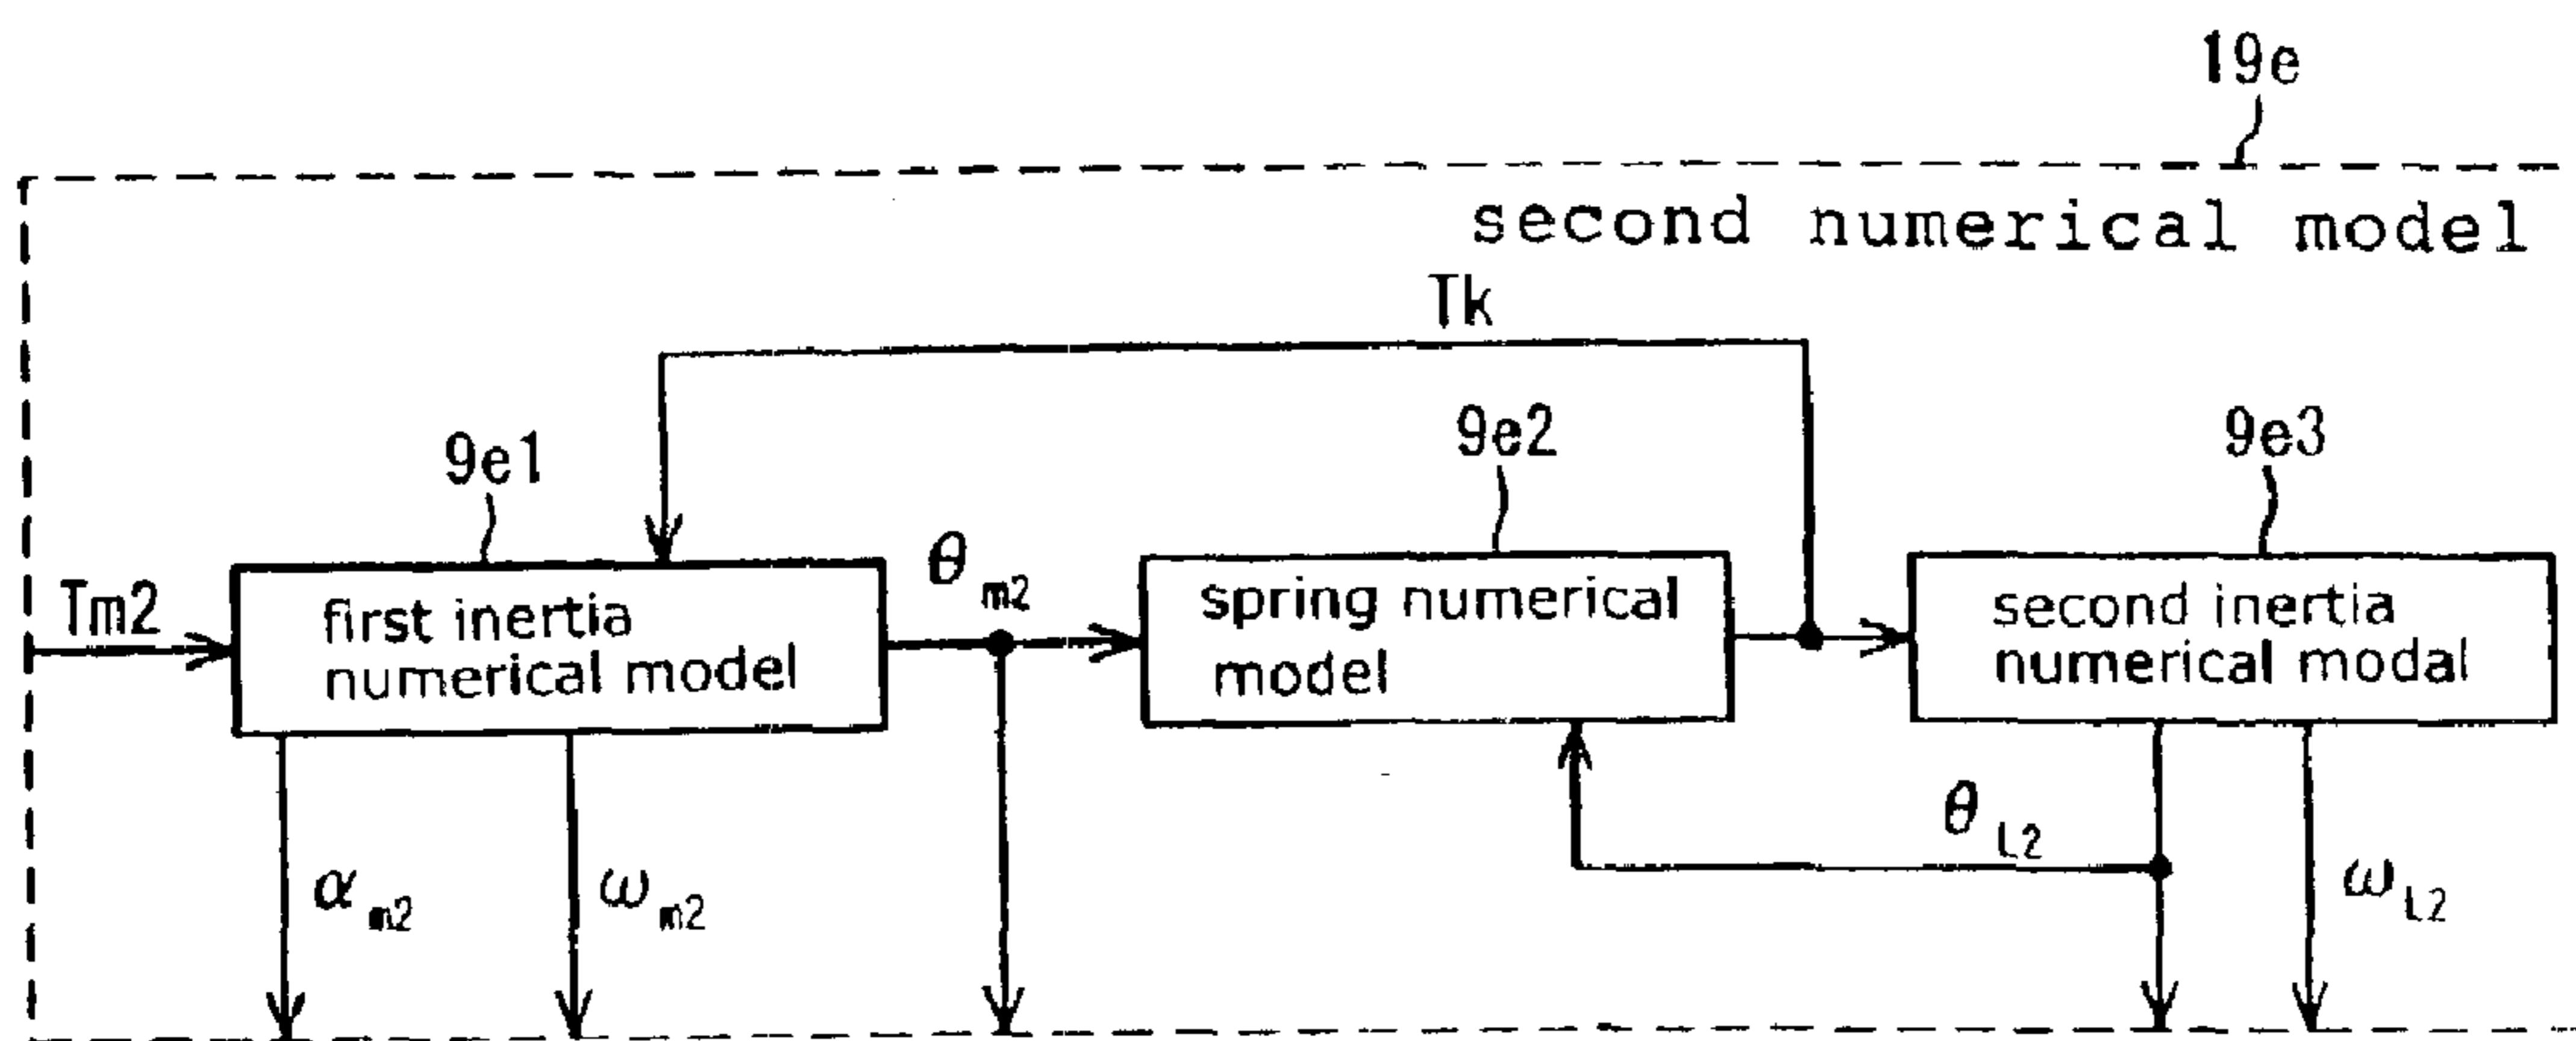 19e
second numerical model
Tk
9e1
9e2
9e3
Tm2
first inertia
numerical model
θm2
spring numerical
model
second inertia
numerical modal
αm2
ωm2
θL2
ωL2